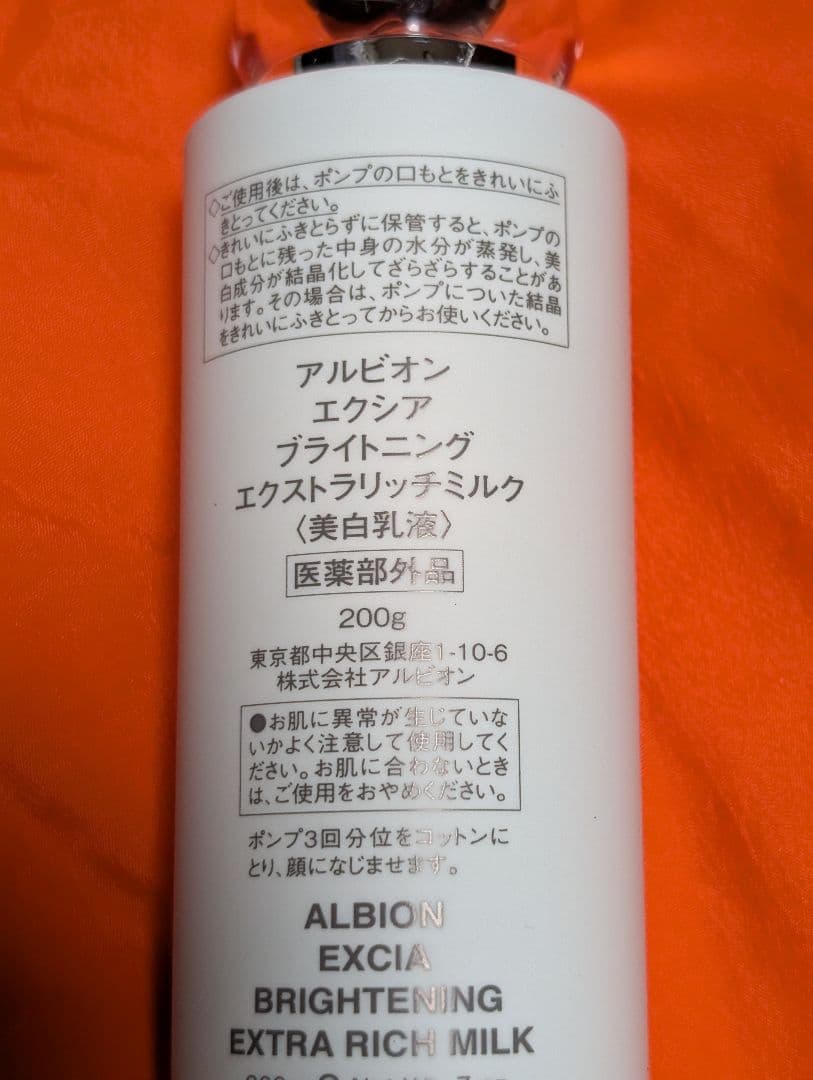 ◇ご使用後は、ポンプの口もとをきれいにふ
きとってください。
◇きれいにふきとらずに保管すると、ポンプの
口もとに残った中身の水分が蒸発し、美
白成分が結晶化してざらざらすることがあ
ります。その場合は、ポンプについた結晶
をきれいにふきとってからお使いください。
アルビオン
エクシア
ブライトニング
エクストラリッチミルク
〈美白乳液〉
医薬部外品
200g
東京都中央区銀座1-10-6
株式会社アルビオン
●お肌に異常が生じていな
いかよく注意して使用してく
ださい。お肌に合わないとき
は、ご使用をおやめください。
ポンプ3回分位をコットンに
とり、顔になじませます。
ALBION
EXCIA
BRIGHTENING
EXTRA RICH MILK